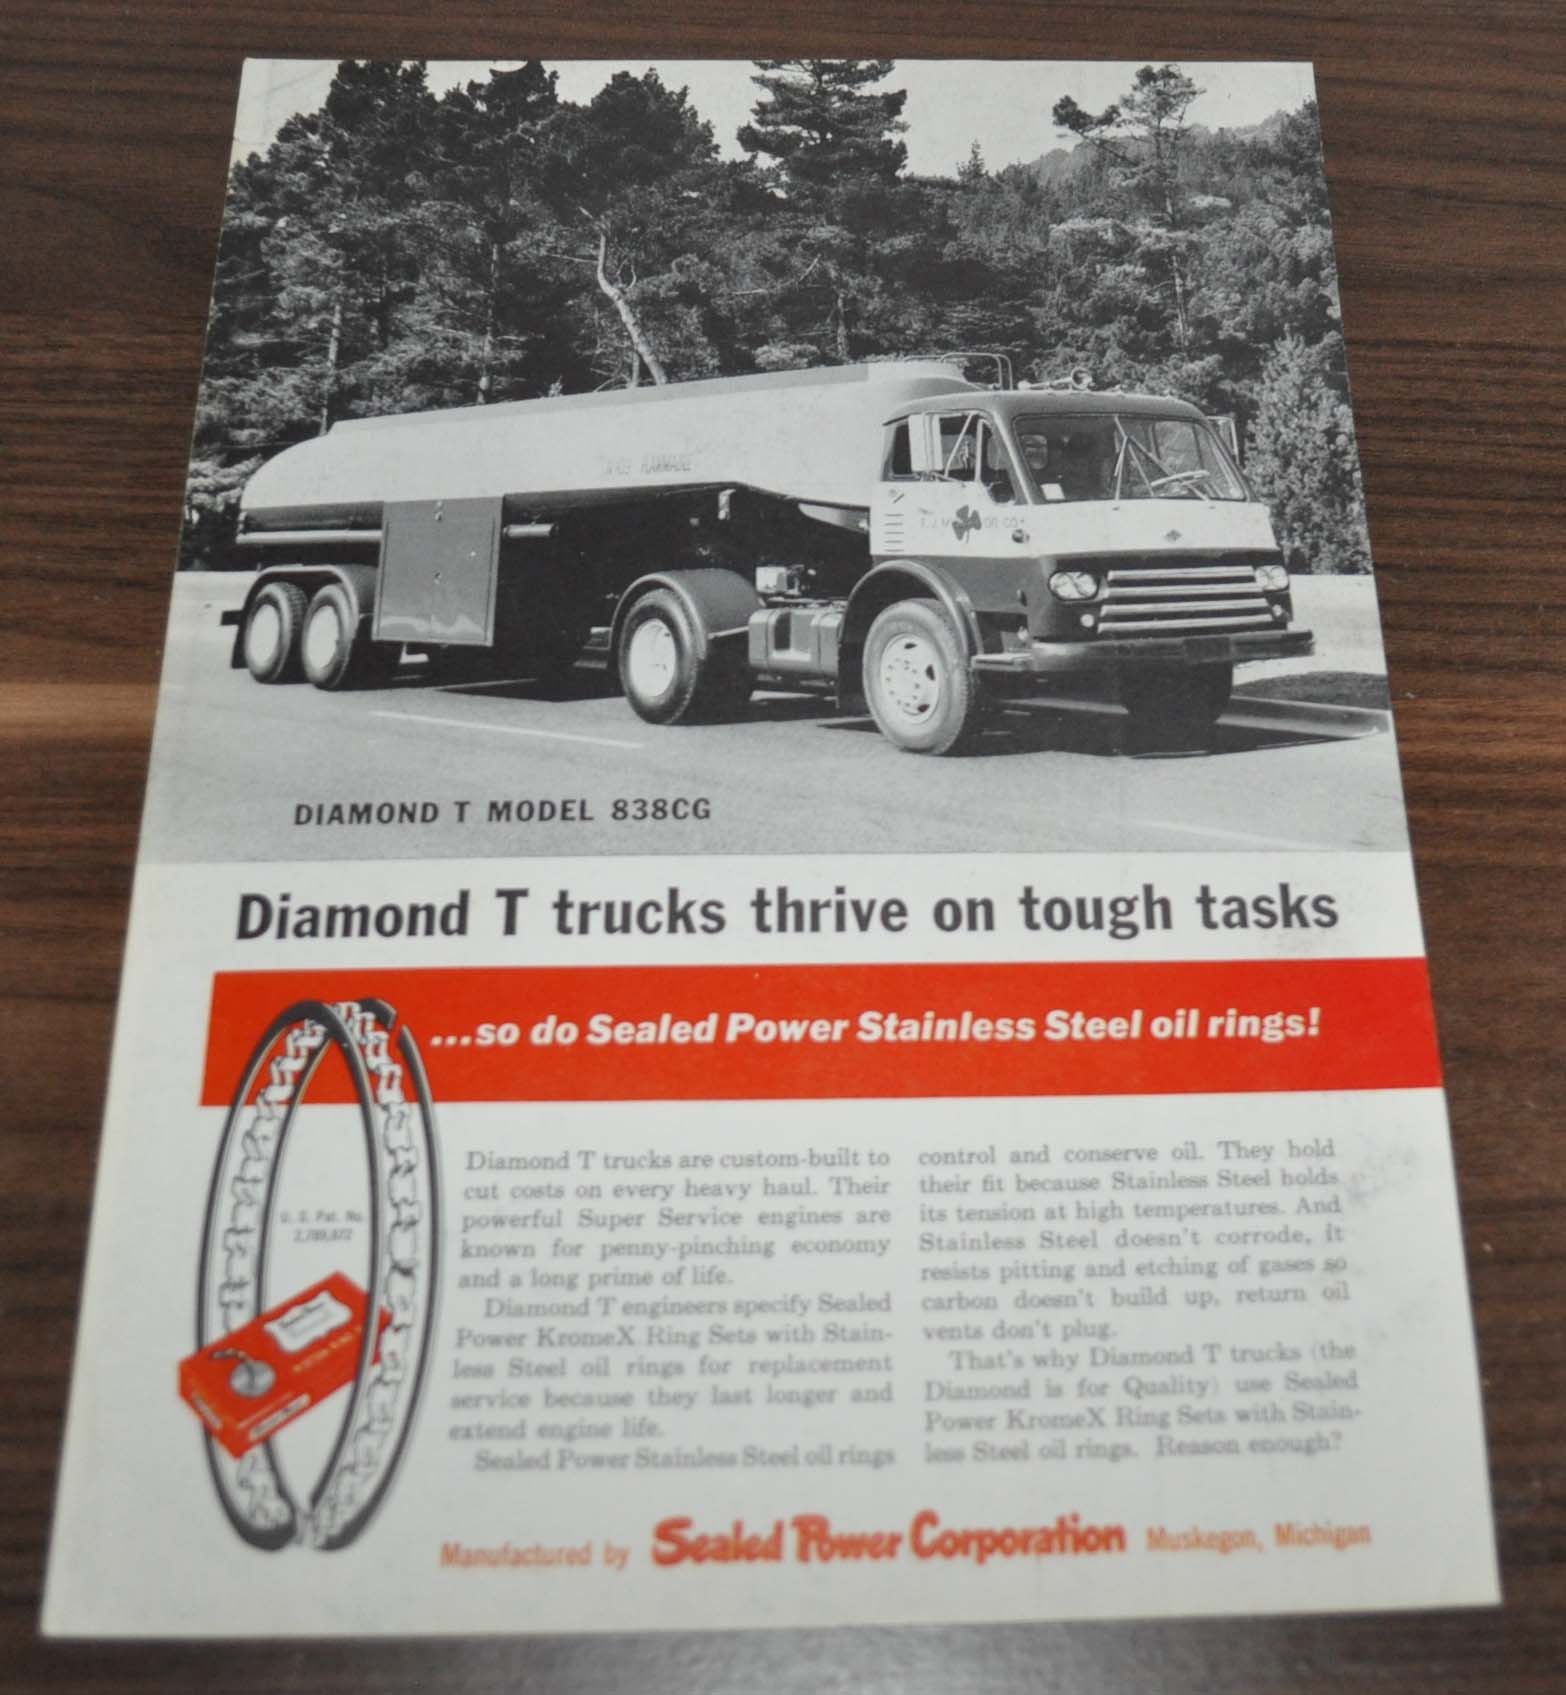 FLAMMABLE
OIL CO.
DIAMOND T MODEL 838CG
Diamond T trucks thrive on tough tasks
...so do Sealed Power Stainless Steel oil rings!
U. S. Pat. No.
Diamond T trucks are custom-built to
cut costs on every heavy haul. Their
powerful Super Service engines are
known for penny-pinching economy
and a long prime of life.
Diamond T engineers specify Sealed
Power KromeX Ring Sets with Stain-
less Steel oil rings for replacement
service because they last longer and
extend engine life.
Sealed Power Stainless Steel oil rings
control and conserve oil. They hold
their fit because Stainless Steel holds
its tension at high temperatures. And
Stainless Steel doesn't corrode, it
resists pitting and etching of gases so
carbon doesn't build up, return oil
vents don't plug.
That's why Diamond T trucks (the
Diamond is for Quality) use Sealed
Power KromeX Ring Sets with Stain-
less Steel oil rings. Reason enough?
Manufactured by Sealed Power Corporation Muskegon, Michigan